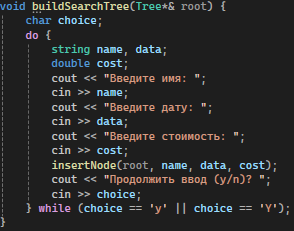 void buildSearchTree(Tree*& root) {
char choice;
do {
string name, data;
double cost;
cout << "Введите имя: ";
cin >> name;
cout << "Введите дату: ";
cin >> data;
cout << "Введите стоимость: ";
cin >> cost;
insertNode(root, name, data, cost);
cout << "Продолжить ввод (y/n)? ";
cin >> choice;
} while (choice == 'y' || choice == 'Y');
}